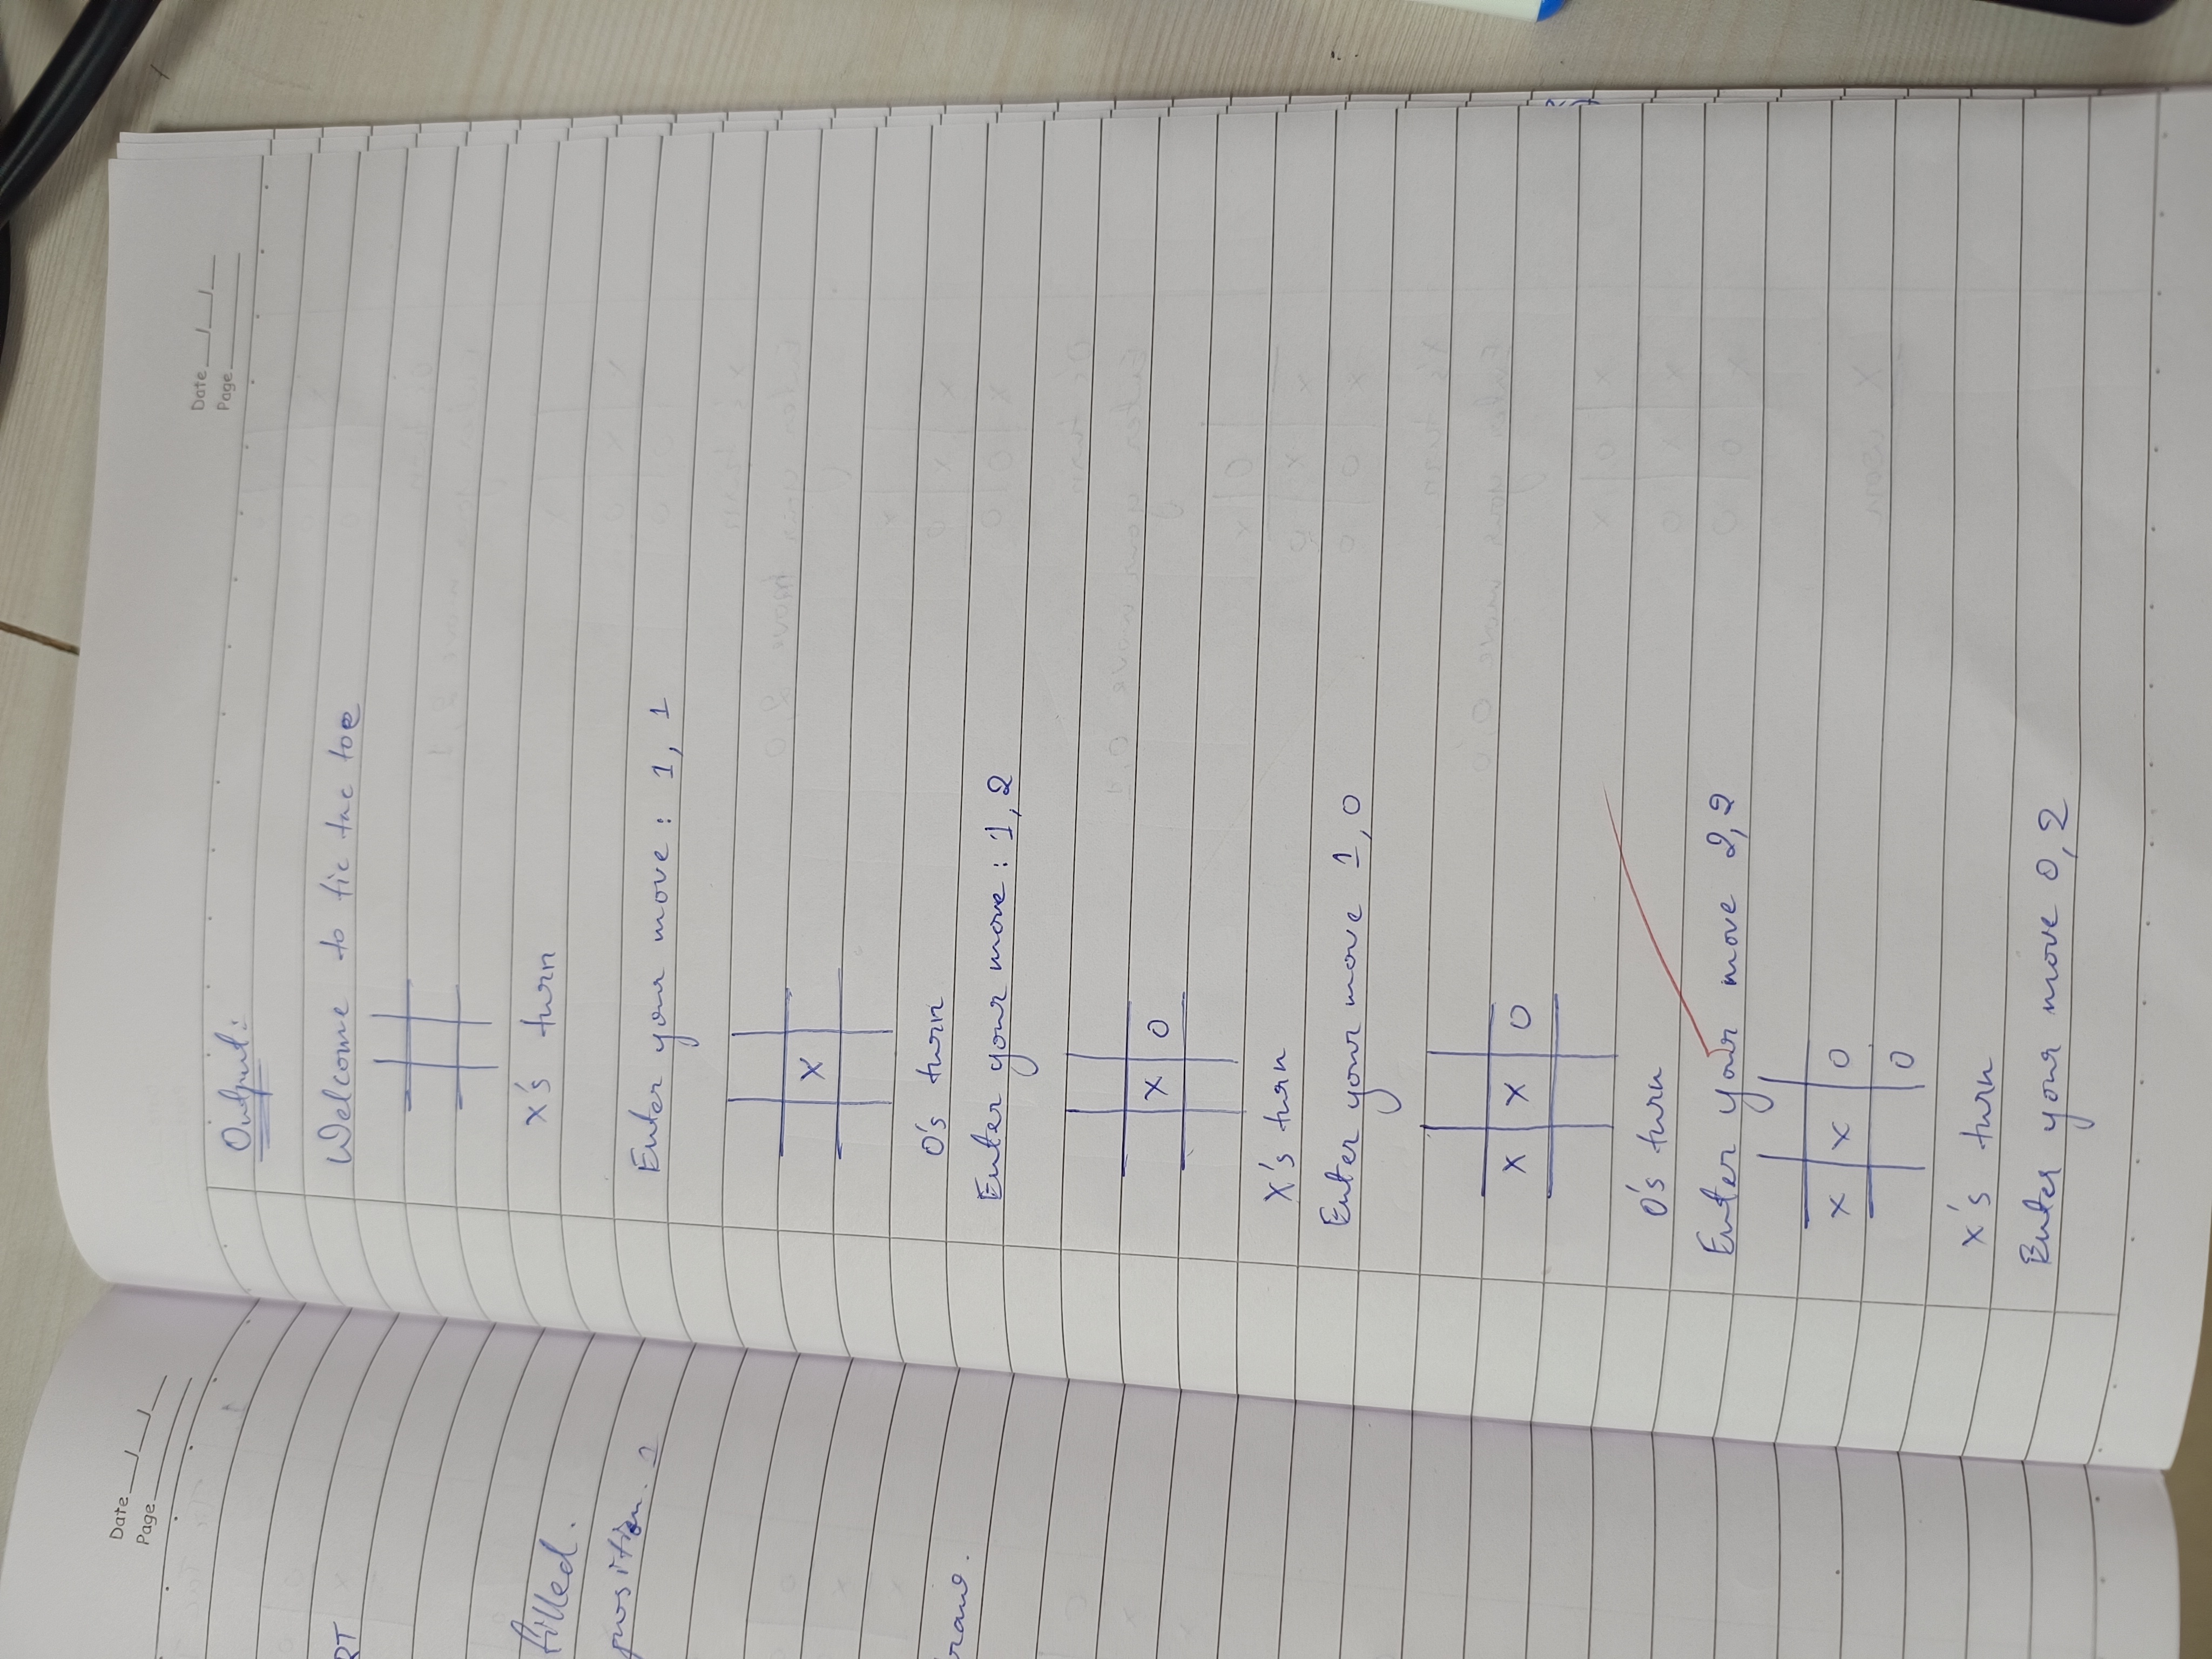 Date
Page
RT
filled.
position. 1
Date
Page
Output:
Welcome to tic tac toe
X's turn
Enter your move : 1, 1
X
O's turn
Enter your move : 1, 2
X O
X's turn
Enter your move 1, 0
X X O
O's turn
Enter your move 2,2
X X O
O
X's turn
Enter your move 0, 2